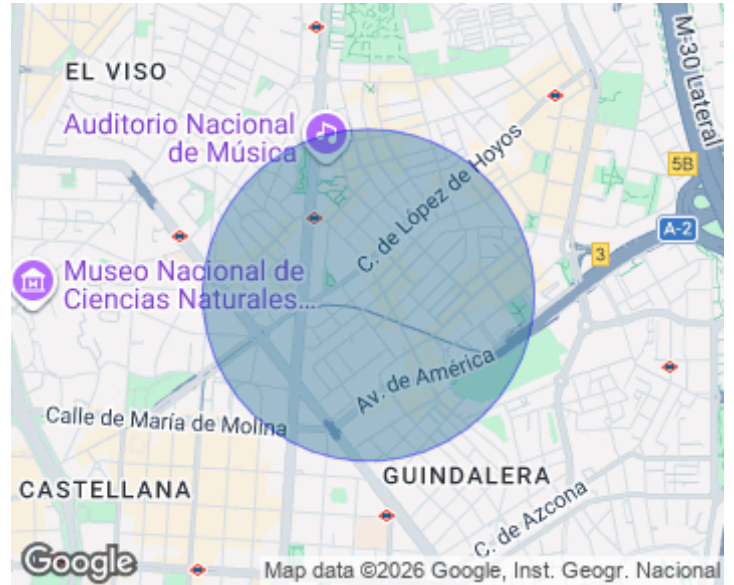 EL VISO
M-30 Lateral
Auditorio Nacional
de Música
C. de López de Hoyos
5B
A-2
3
Museo Nacional de
Ciencias Naturales...
Av. de América
Calle de María de Molina
GUINDALERA
CASTELLANA
C. de Azcona
Google
Map data ©2026 Google, Inst. Geogr. Nacional